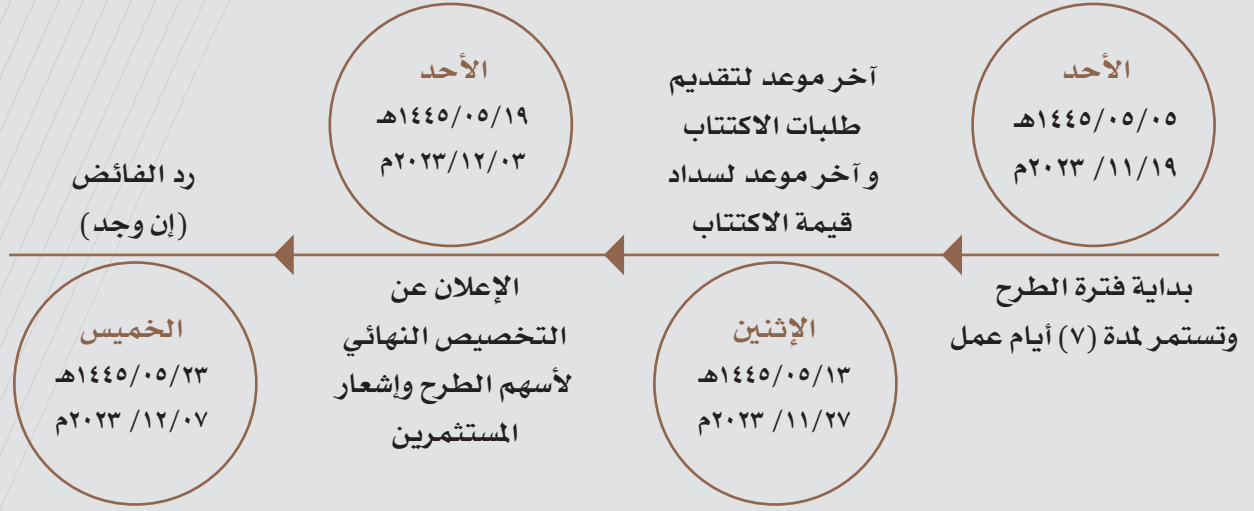 الأحد
١٤٤٥/٠٥/٠٥هـ
٢٠٢٣/ ١١/١٩م
بداية فترة الطرح
وتستمر لمدة (٧) أيام عمل
آخر موعد لتقديم
طلبات الاكتتاب
وآخر موعد لسداد
قيمة الاكتتاب
الإثنين
١٤٤٥/٠٥/١٣هـ
٢٠٢٣/ ١١/٢٧م
الأحد
١٤٤٥/٠٥/١٩هـ
٢٠٢٣/١٢/٠٣م
الإعلان عن
التخصيص النهائي
لأسهم الطرح وإشعار
المستثمرين
رد الفائض
(إن وجد)
الخميس
١٤٤٥/٠٥/٢٣هـ
٢٠٢٣/ ١٢/٠٧م